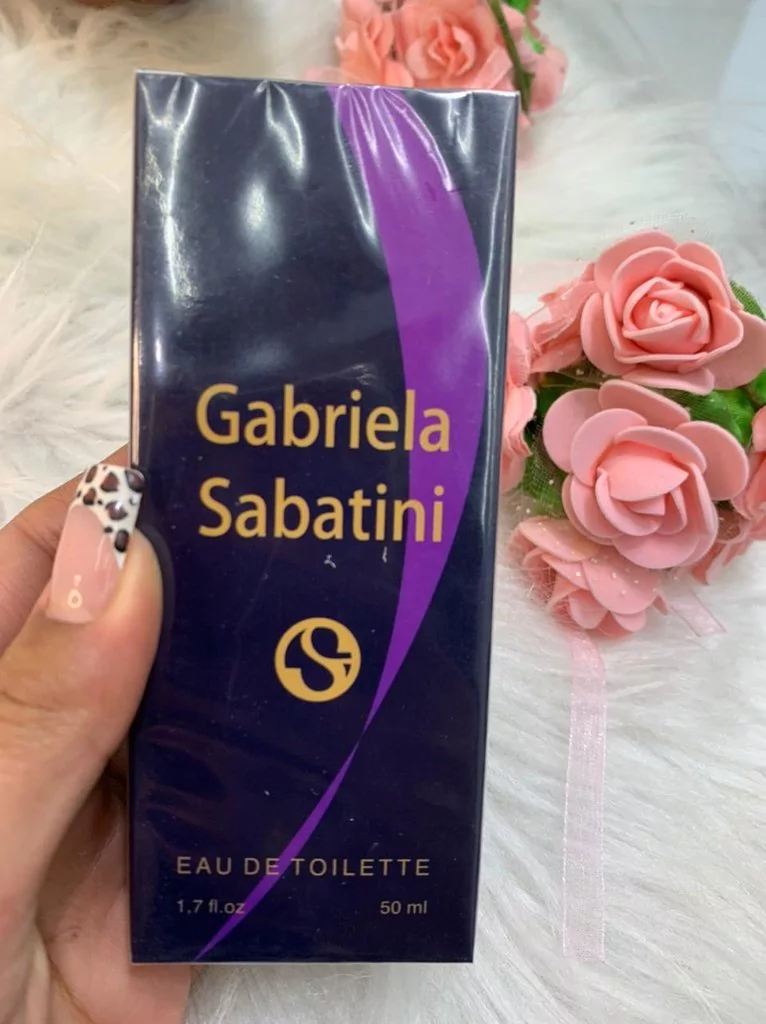 Gabriela
Sabatini
EAU DE TOILETTE
1,7 fl.oz 50 ml